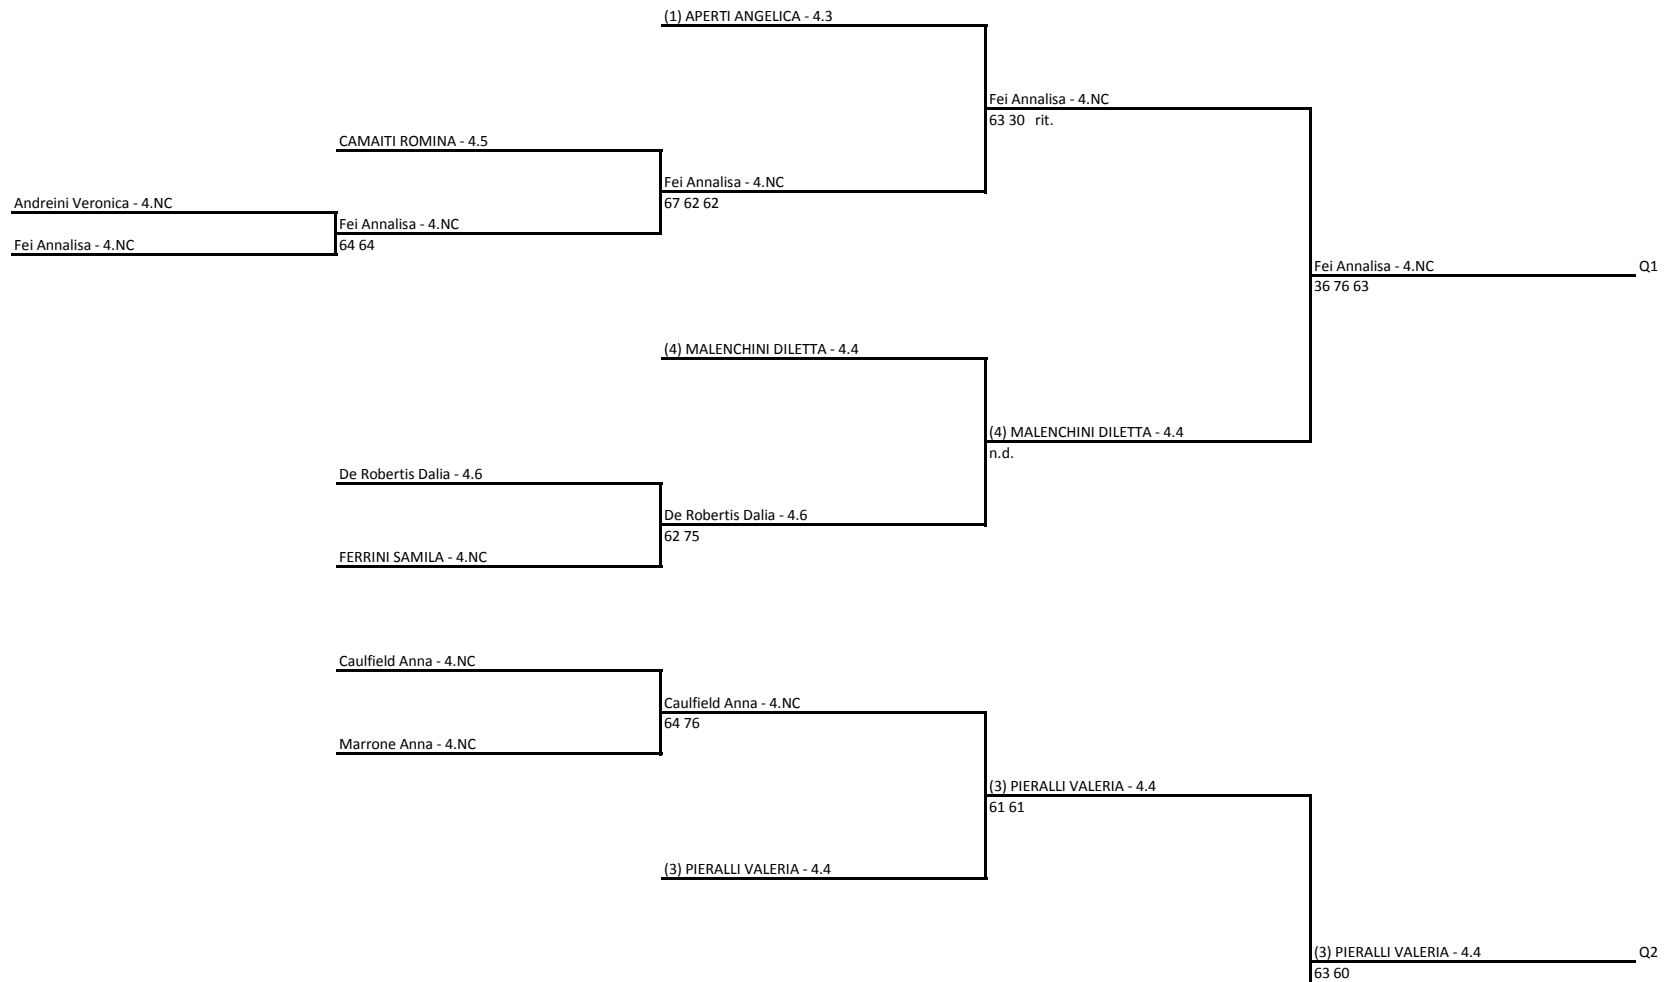 (1) APERTI ANGELICA - 4.3
Fei Annalisa - 4.NC
63 30 rit.
CAMAITI ROMINA - 4.5
Fei Annalisa - 4.NC
67 62 62
Andreini Veronica - 4.NC
Fei Annalisa - 4.NC
64 64
Fei Annalisa - 4.NC
Fei Annalisa - 4.NC
Q1
36 76 63
(4) MALENCHINI DILETTA - 4.4
(4) MALENCHINI DILETTA - 4.4
n.d.
De Robertis Dalia - 4.6
De Robertis Dalia - 4.6
62 75
FERRINI SAMILA - 4.NC
Caulfield Anna - 4.NC
Caulfield Anna - 4.NC
64 76
Marrone Anna - 4.NC
(3) PIERALLI VALERIA - 4.4
61 61
(3) PIERALLI VALERIA - 4.4
(3) PIERALLI VALERIA - 4.4
Q2
63 60